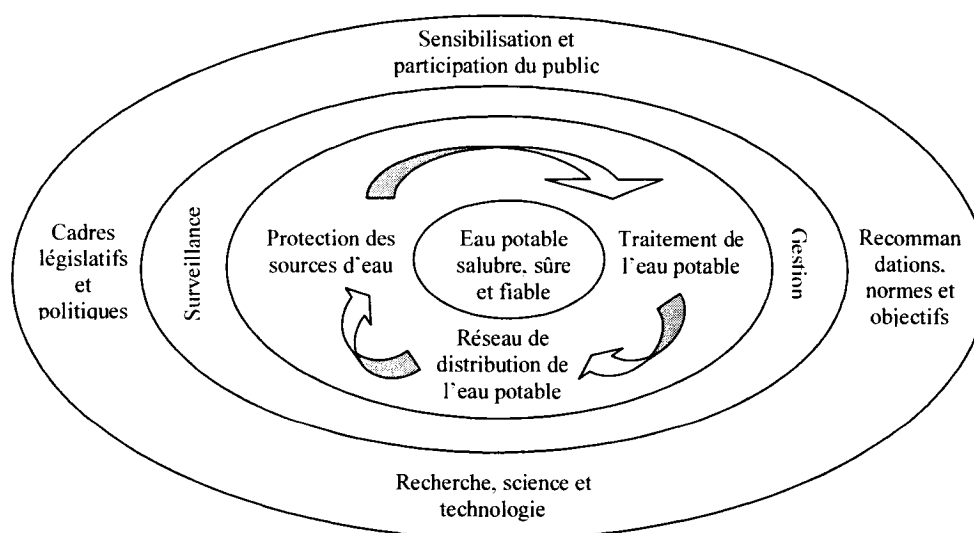 Sensibilisation et
participation du public
Cadres
législatifs
et
politiques
Surveillance
Protection des
sources d'eau
Eau potable
salubre, sûre
et fiable
Traitement de
l'eau potable
Gestion
Recomman
dations,
normes et
objectifs
Réseau de
distribution de
l'eau potable
Recherche, science et
technologie